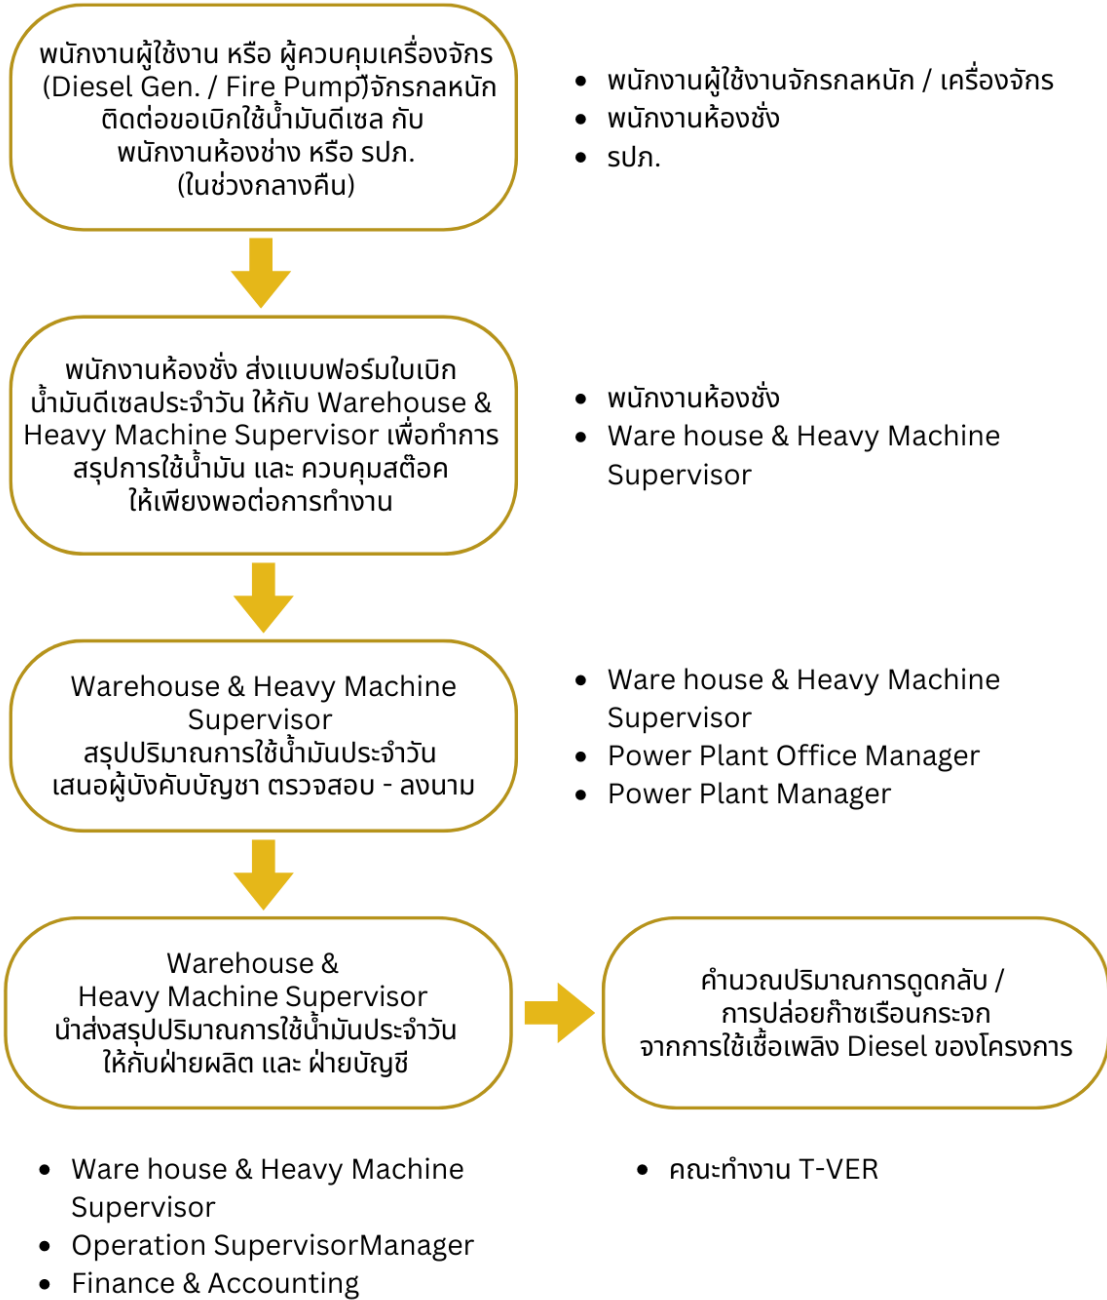 พนักงานผู้ใช้งาน หรือ ผู้ควบคุมเครื่องจักร
(Diesel Gen. / Fire Pump)จักรกลหนัก
ติดต่อขอเบิกใช้น้ำมันดีเซล กับ
พนักงานห้องช่าง หรือ รปภ.
(ในช่วงกลางคืน)
• พนักงานผู้ใช้งานจักรกลหนัก / เครื่องจักร
• พนักงานห้องชั่ง
• รปภ.
พนักงานห้องชั่ง ส่งแบบฟอร์มใบเบิก
น้ำมันดีเซลประจำวัน ให้กับ Warehouse &
Heavy Machine Supervisor เพื่อทำการ
สรุปการใช้น้ำมัน และ ควบคุมสต๊อค
ให้เพียงพอต่อการทำงาน
• พนักงานห้องชั่ง
• Ware house & Heavy Machine
Supervisor
Warehouse & Heavy Machine
Supervisor
สรุปปริมาณการใช้น้ำมันประจำวัน
เสนอผู้บังคับบัญชา ตรวจสอบ - ลงนาม
• Ware house & Heavy Machine
Supervisor
• Power Plant Office Manager
• Power Plant Manager
Warehouse &
Heavy Machine Supervisor
นำส่งสรุปปริมาณการใช้น้ำมันประจำวัน
ให้กับฝ่ายผลิต และ ฝ่ายบัญชี
คำนวณปริมาณการดูดกลับ /
การปล่อยก๊าซเรือนกระจก
จากการใช้เชื้อเพลิง Diesel ของโครงการ
• Ware house & Heavy Machine
Supervisor
• Operation SupervisorManager
• Finance & Accounting
• คณะทำงาน T-VER